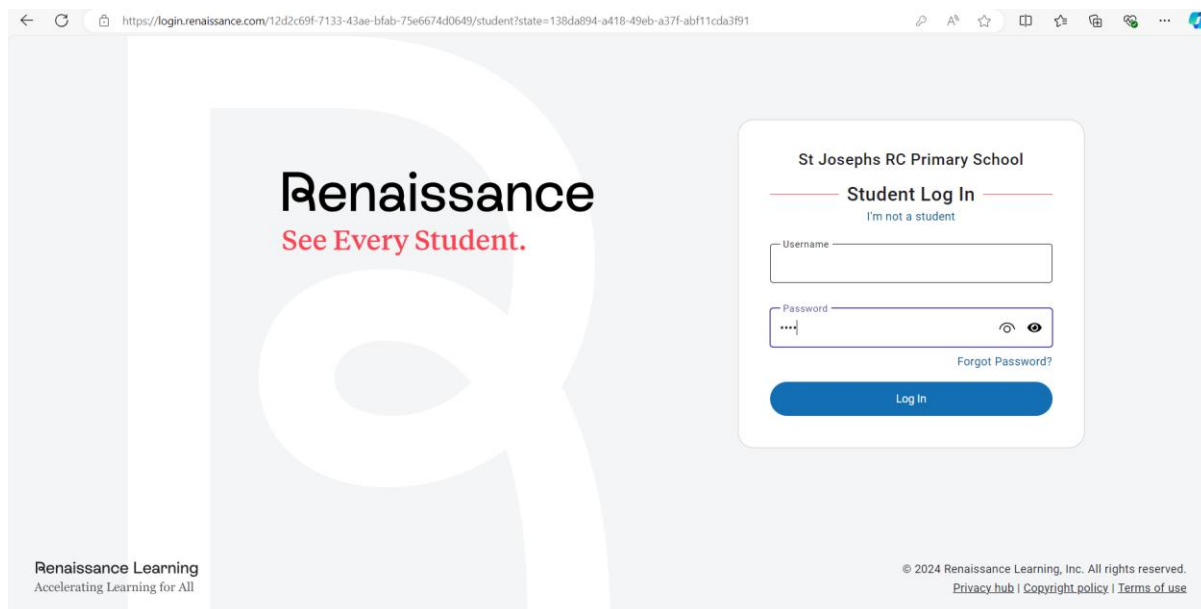 https://login.renaissance.com/12d2c69f-7133-43ae-bfab-75e6674d0649/student?state=138da894-a418-49eb-a37f-abf11cda3f91
Renaissance
See Every Student.
St Josephs RC Primary School
Student Log In
I'm not a student
Username
Password
••••
Forgot Password?
Log In
Renaissance Learning
Accelerating Learning for All
© 2024 Renaissance Learning, Inc. All rights reserved.
Privacy hub | Copyright policy | Terms of use